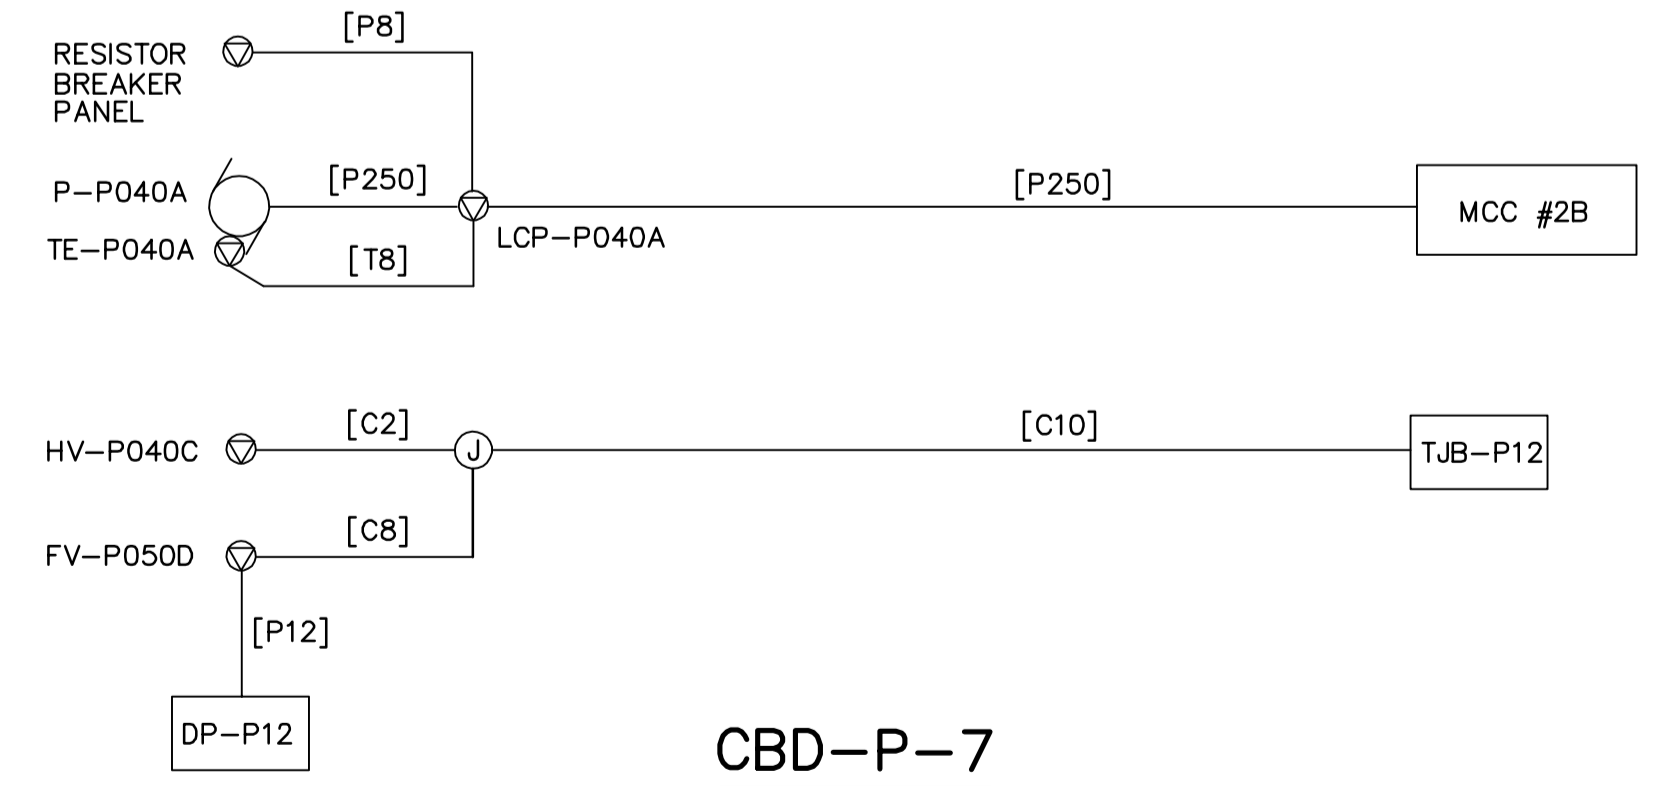 [P8]
RESISTOR
BREAKER
PANEL
[P250]
[P250]
P-P040A
MCC #2B
LCP-P040A
TE-P040A
[T8]
[C2]
[C10]
HV-P040C
J
TJB-P12
[C8]
FV-P050D
[P12]
DP-P12
CBD-P-7